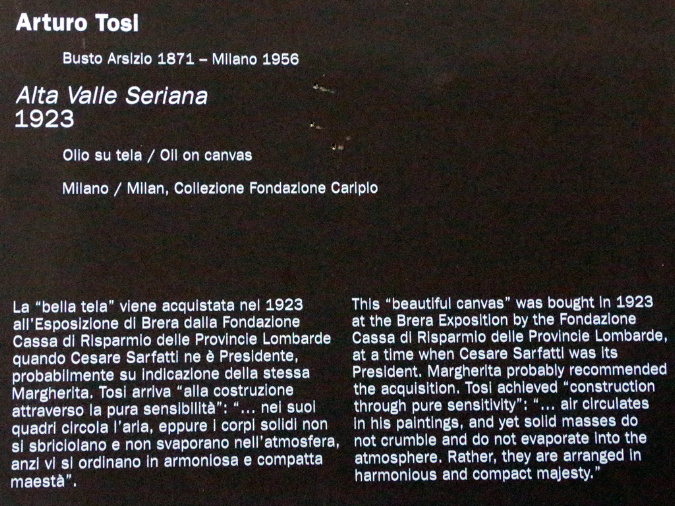 Arturo Tosi
Busto Arsizio 1871 – Milano 1956
Alta Valle Seriana
1923
Olio su tela / Oil on canvas
Milano / Milan, Collezione Fondazione Cariplo
La “bella tela” viene acquistata nel 1923
all'Esposizione di Brera dalla Fondazione
Cassa di Risparmio delle Provincie Lombarde
quando Cesare Sarfatti ne è Presidente,
probabilmente su indicazione della stessa
Margherita. Tosi arriva “alla costruzione
attraverso la pura sensibilità”: “... nei suoi
quadri circola l'aria, eppure i corpi solidi non
si sbriciolano e non svaporano nell'atmosfera,
anzi vi si ordinano in armoniosa e compatta
maestà”.
This “beautiful canvas” was bought in 1923
at the Brera Exposition by the Fondazione
Cassa di Risparmio delle Provincie Lombarde,
at a time when Cesare Sarfatti was its
President. Margherita probably recommended
the acquisition. Tosi achieved “construction
through pure sensitivity”: “... air circulates
in his paintings, and yet solid masses do
not crumble and do not evaporate into the
atmosphere. Rather, they are arranged in
harmonious and compact majesty.”